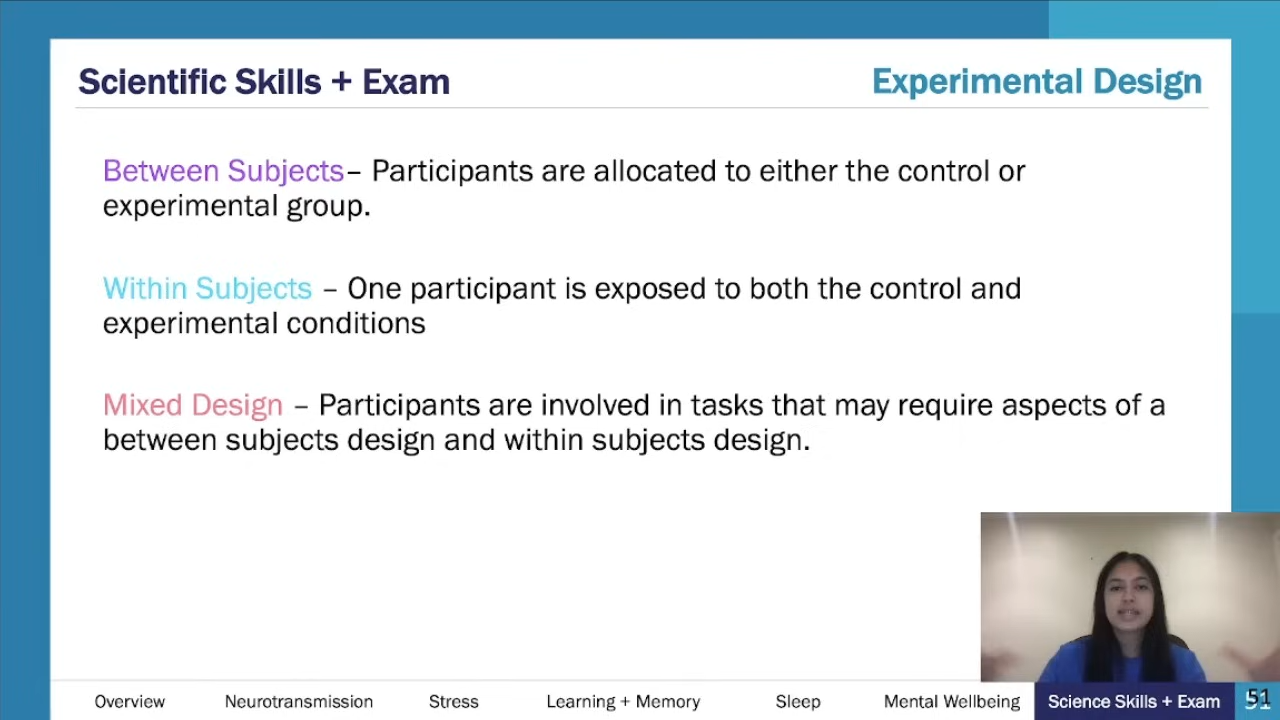 Scientific Skills + Exam
Experimental Design
Between Subjects– Participants are allocated to either the control or
experimental group.
Within Subjects – One participant is exposed to both the control and
experimental conditions
Mixed Design – Participants are involved in tasks that may require aspects of a
between subjects design and within subjects design.
Overview
Neurotransmission
Stress
Learning + Memory
Sleep
Mental Wellbeing
Science Skills + Exam
51